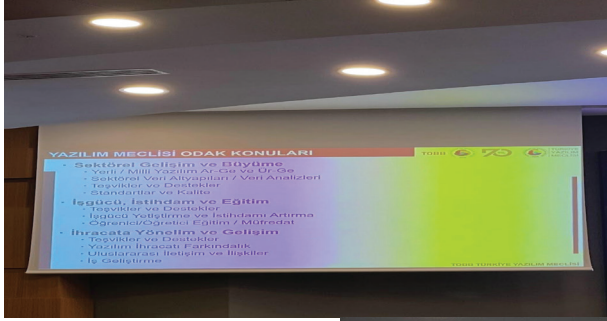 YAZILIM MECLİSİ ODAK KONULARI
TOBB 70
• Sektörel Gelişim ve Büyüme
- Yerli / Milli Yazılım Ar-Ge ve Ür-Ge
- Sektörel Veri Altyapıları / Veri Analizleri
- Teşvikler ve Destekler
- Standartlar ve Kalite
• İşgücü, İstihdam ve Eğitim
- Teşvikler ve Destekler
- İşgücü Yetiştirme ve İstihdamı Artırma
- Öğrenici/Öğretici Eğitim / Müfredat
• İhracata Yönelim ve Gelişim
- Teşvikler ve Destekler
- Yazılım İhracatı Farkındalık
- Uluslararası İletişim ve İlişkiler
- İş Geliştirme
TOBB TÜRKİYE YAZILIM MECLİSİ